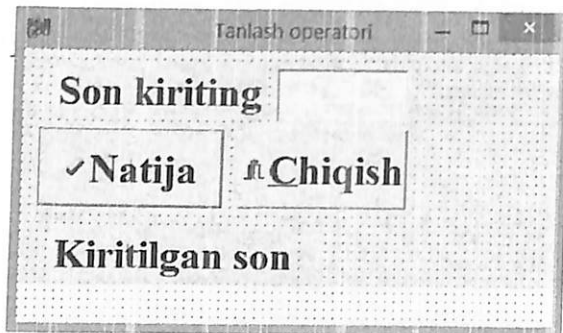 Tanlash operatori
Son kiriting
Natija Chiqish
Kiritilgan son